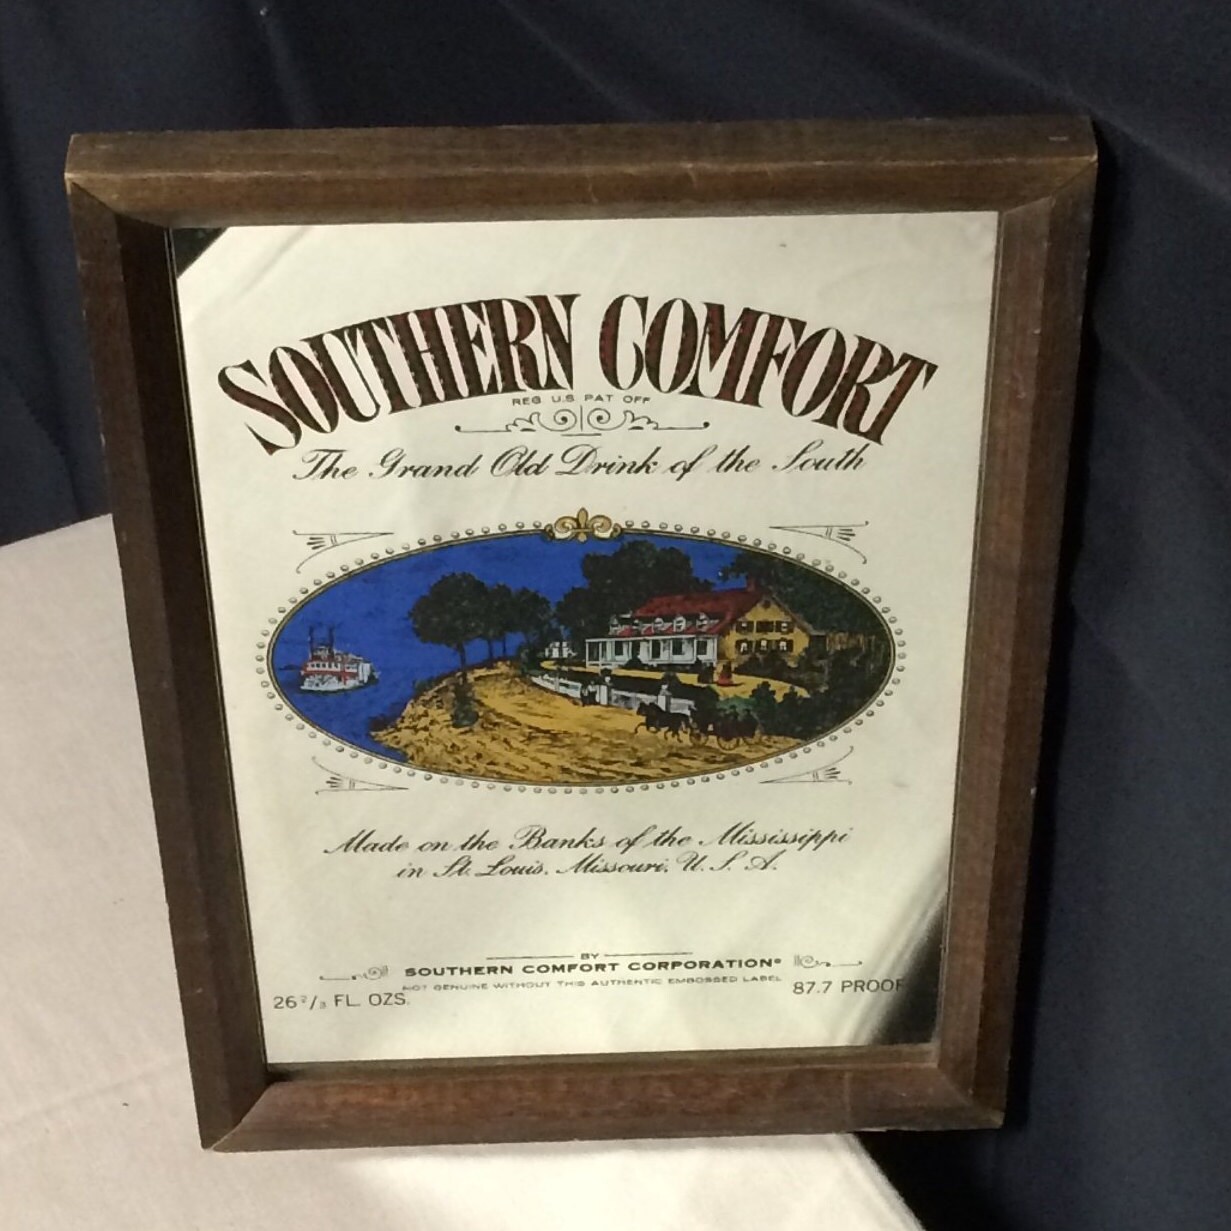 SOUTHERN COMFORT
REG U.S PAT OFF
The Grand Old Drink of the South
Made on the Banks of the Mississippi
in St. Louis, Missouri, U. S. A.
BY
SOUTHERN COMFORT CORPORATION®
NOT GENUINE WITHOUT THIS AUTHENTIC EMBOSSED LABEL
26 2/3 FL. OZS.
87.7 PROOF